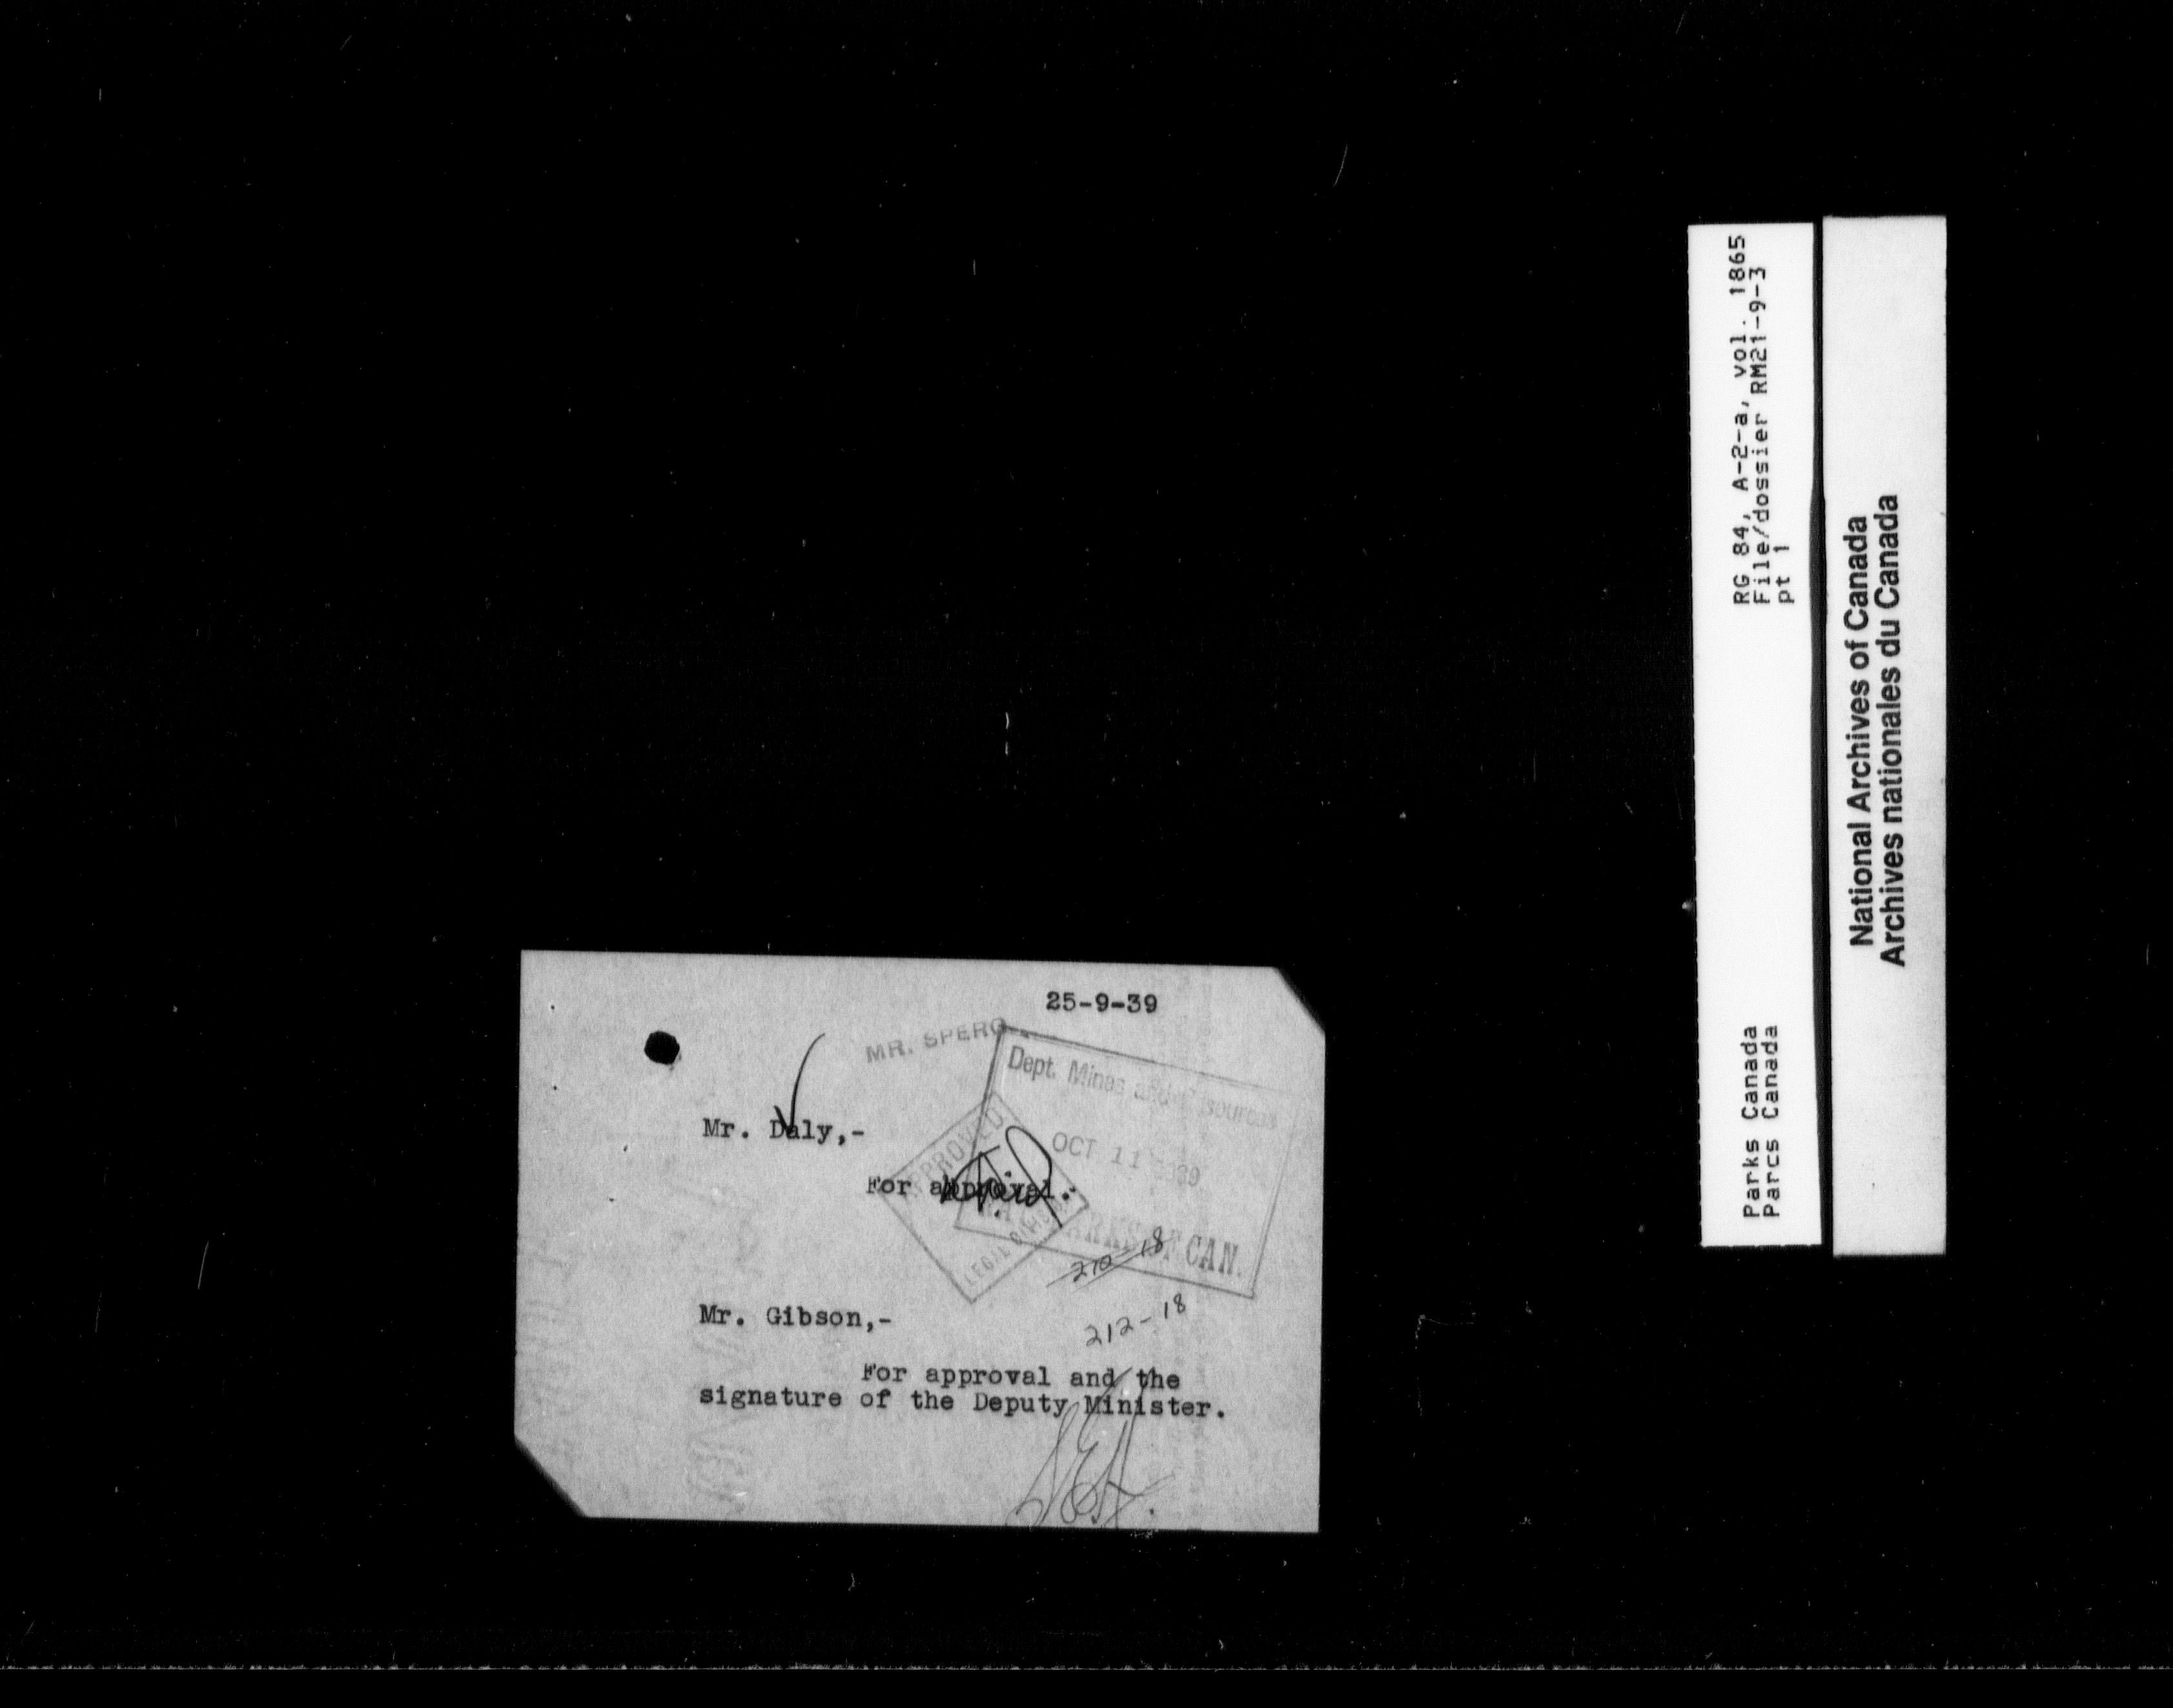 25-9-39
MR. SPERO
Dept. Mines and Resources
Mr. Daly,-
APPROVED
OCT 11 1939
For approval.
LEGAL DIVISION
PARKS OF CAN.
210-18
Mr. Gibson,-
212-18
For approval and the
signature of the Deputy Minister.
RG 84, A-2-a, vol. 1865
File/dossier RM21-9-3
pt 1
Parks Canada
Parcs Canada
National Archives of Canada
Archives nationales du Canada